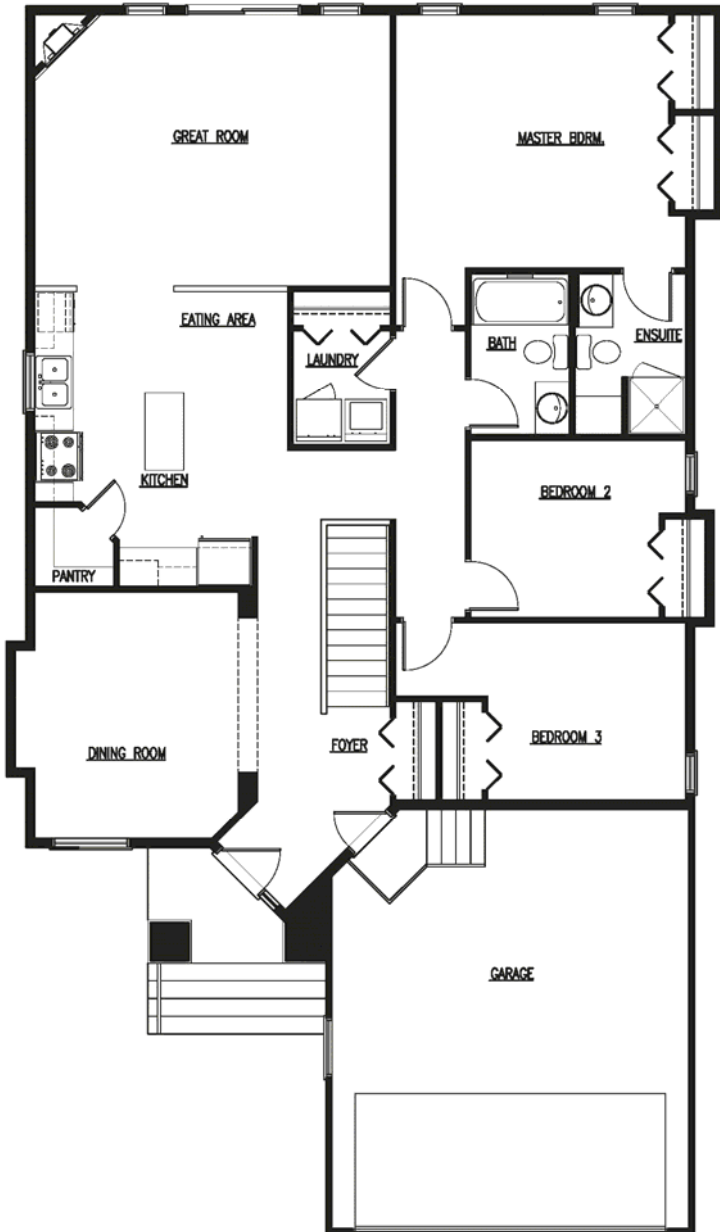 GREAT ROOM
MASTER BDRM.
EATING AREA
LAUNDRY
BATH
ENSUITE
KITCHEN
BEDROOM 2
PANTRY
DINING ROOM
FOYER
BEDROOM 3
GARAGE